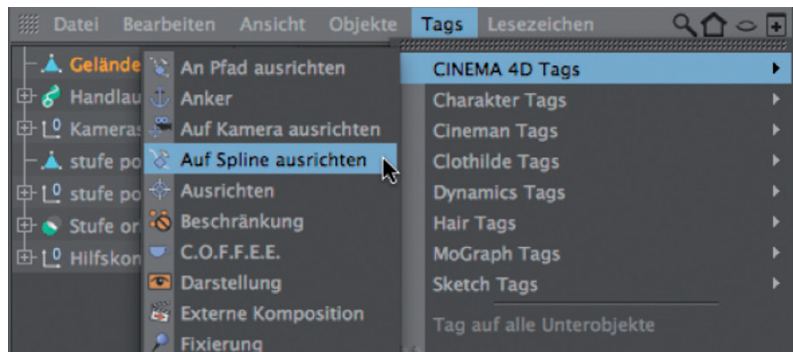 Datei Bearbeiten Ansicht Objekte Tags Lesezeichen
Gelände
Handlau
Kameras
stufe po
stufe po
Stufe or
Hilfskon
An Pfad ausrichten
Anker
Auf Kamera ausrichten
Auf Spline ausrichten
Ausrichten
Beschränkung
C.O.F.F.E.E.
Darstellung
Externe Komposition
Fixierung
CINEMA 4D Tags
Charakter Tags
Cineman Tags
Clothilde Tags
Dynamics Tags
Hair Tags
MoGraph Tags
Sketch Tags
Tag auf alle Unterobjekte